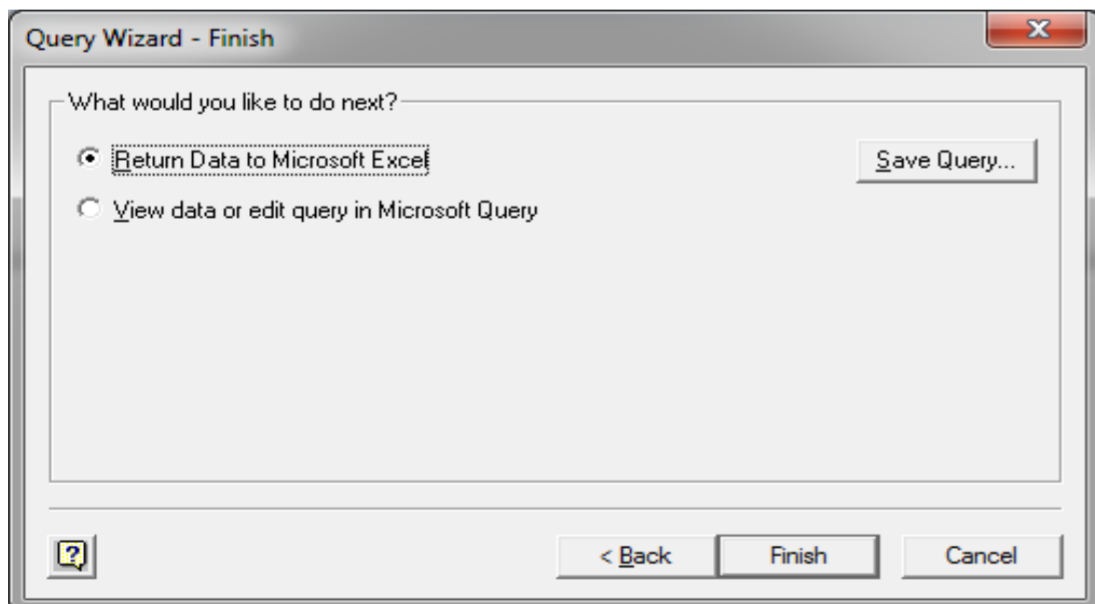 Query Wizard - Finish
What would you like to do next?
Return Data to Microsoft Excel
Save Query...
View data or edit query in Microsoft Query
?
< Back
Finish
Cancel